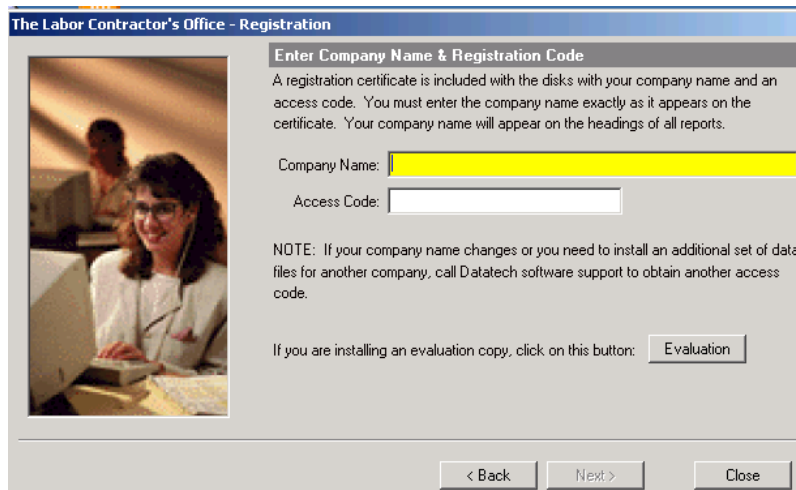 The Labor Contractor's Office - Registration
Enter Company Name & Registration Code
A registration certificate is included with the disks with your company name and an
access code. You must enter the company name exactly as it appears on the
certificate. Your company name will appear on the headings of all reports.
Company Name:
Access Code:
NOTE: If your company name changes or you need to install an additional set of data
files for another company, call Datatech software support to obtain another access
code.
If you are installing an evaluation copy, click on this button: Evaluation
< Back Next > Close